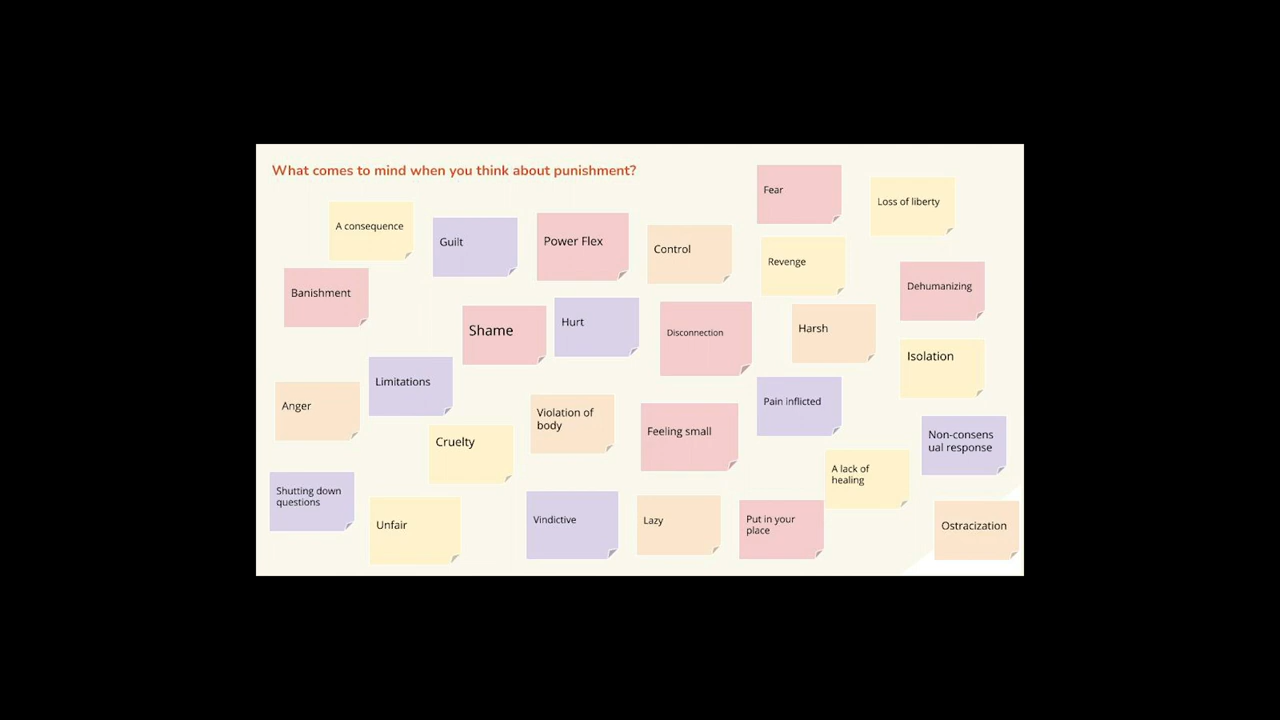 What comes to mind when you think about punishment?
Fear
Loss of liberty
A consequence
Guilt
Power Flex
Control
Revenge
Banishment
Dehumanizing
Shame
Hurt
Disconnection
Harsh
Isolation
Limitations
Anger
Violation of
body
Feeling small
Pain inflicted
Cruelty
Non-consens
ual response
A lack of
healing
Shutting down
questions
Unfair
Vindictive
Lazy
Put in your
place
Ostracization